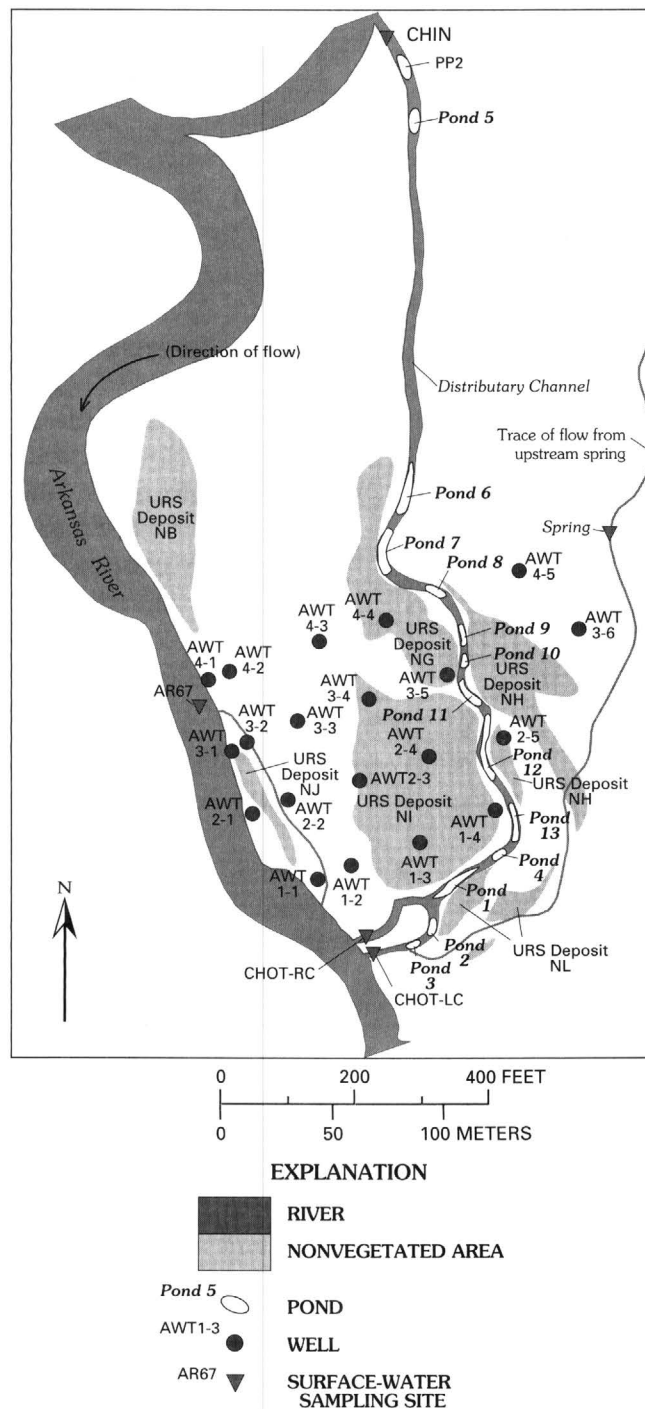 CHIN
PP2
Pond 5
(Direction of flow)
Distributary Channel
Trace of flow from
upstream spring
Arkansas
River
Pond 6
URS
Deposit
NB
Spring
Pond 7
Pond 8
AWT
4-5
AWT
4-4
AWT
4-3
Pond 9
AWT
3-6
URS
Deposit
NG
Pond 10
AWT
4-1
AWT
4-2
URS
Deposit
NH
AWT
3-4
AWT
3-5
AR67
Pond 11
AWT
3-2
AWT
3-3
AWT
3-1
AWT
2-4
AWT
2-5
Pond
12
URS
Deposit
NJ
AWT2-3
URS Deposit
NH
URS Deposit
NI
AWT
2-1
AWT
2-2
AWT
1-4
Pond
13
AWT
1-3
Pond
4
AWT
1-1
AWT
1-2
Pond
1
N
Pond
2
URS Deposit
NL
CHOT-RC
Pond
3
CHOT-LC
0 200 400 FEET
0 50 100 METERS
EXPLANATION
RIVER
NONVEGETATED AREA
Pond 5
POND
AWT1-3
WELL
AR67
SURFACE-WATER
SAMPLING SITE